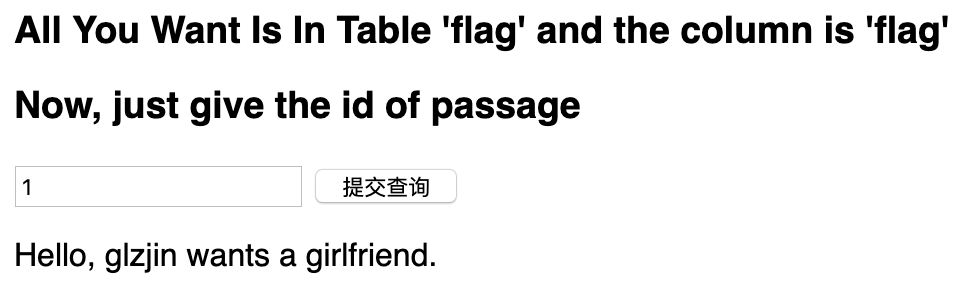 All You Want Is In Table 'flag' and the column is 'flag'
Now, just give the id of passage
1 提交查询
Hello, glzjin wants a girlfriend.